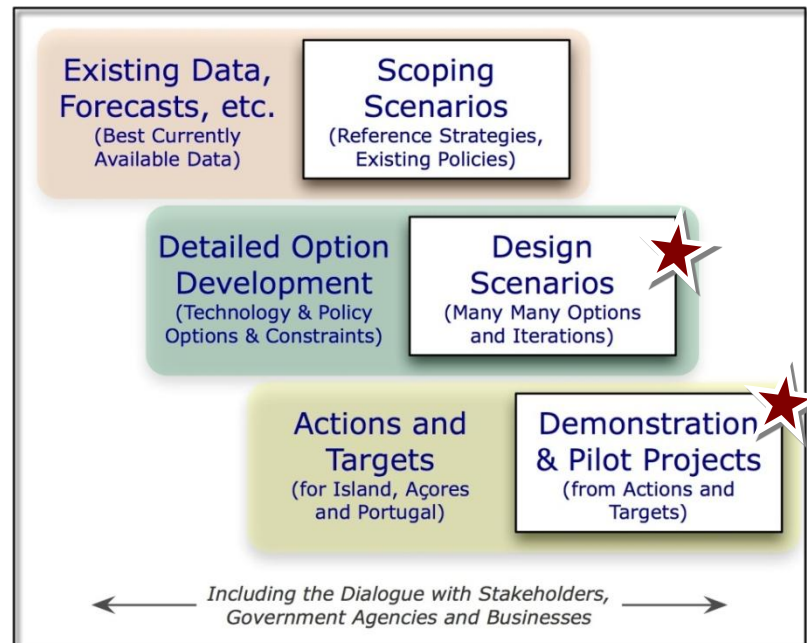 Existing Data,
Forecasts, etc.
(Best Currently
Available Data)
Scoping
Scenarios
(Reference Strategies,
Existing Policies)
Detailed Option
Development
(Technology & Policy
Options & Constraints)
Design
Scenarios
(Many Many Options
and Iterations)
Actions and
Targets
(for Island, Açores
and Portugal)
Demonstration
& Pilot Projects
(from Actions and
Targets)
Including the Dialogue with Stakeholders,
Government Agencies and Businesses